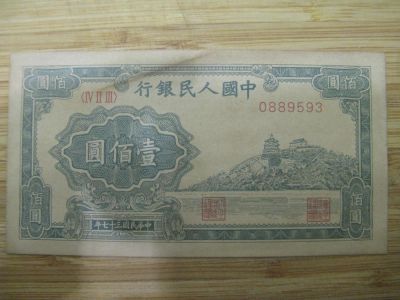 佰圓
行銀民人國中
佰圓
〈IV II III〉
0889593
圓佰壹
佰圓
佰圓
年七十三國民華中